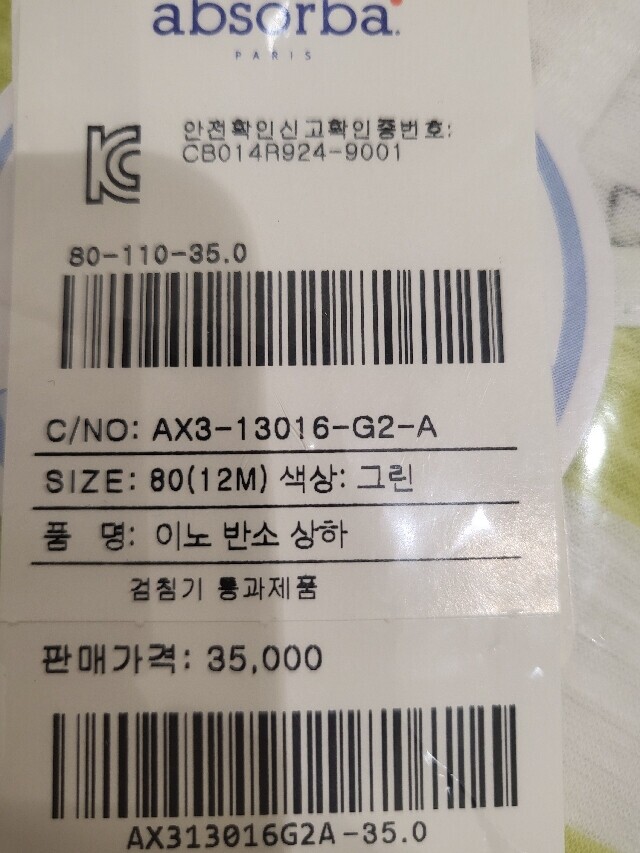 absorba.
PARIS
안전확인신고확인증번호:
CB014R924-9001
80-110-35.0
C/NO: AX3-13016-G2-A
SIZE: 80(12M) 색상: 그린
품 명: 이노 반소 상하
검침기 통과제품
판매가격: 35,000
AX313016G2A-35.0